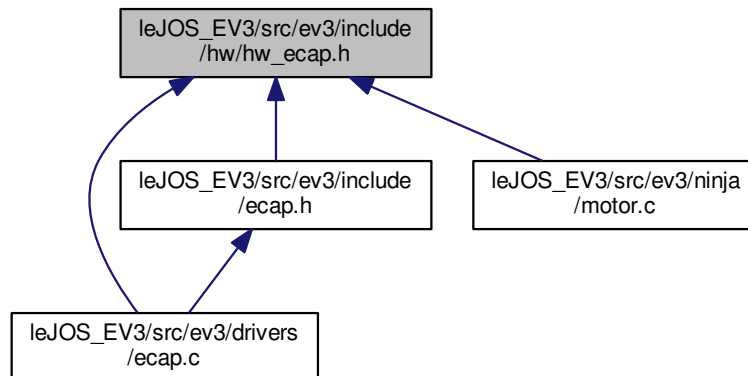 leJOS_EV3/src/ev3/include
/hw/hw_ecap.h
leJOS_EV3/src/ev3/include
/ecap.h
leJOS_EV3/src/ev3/ninja
/motor.c
leJOS_EV3/src/ev3/drivers
/ecap.c